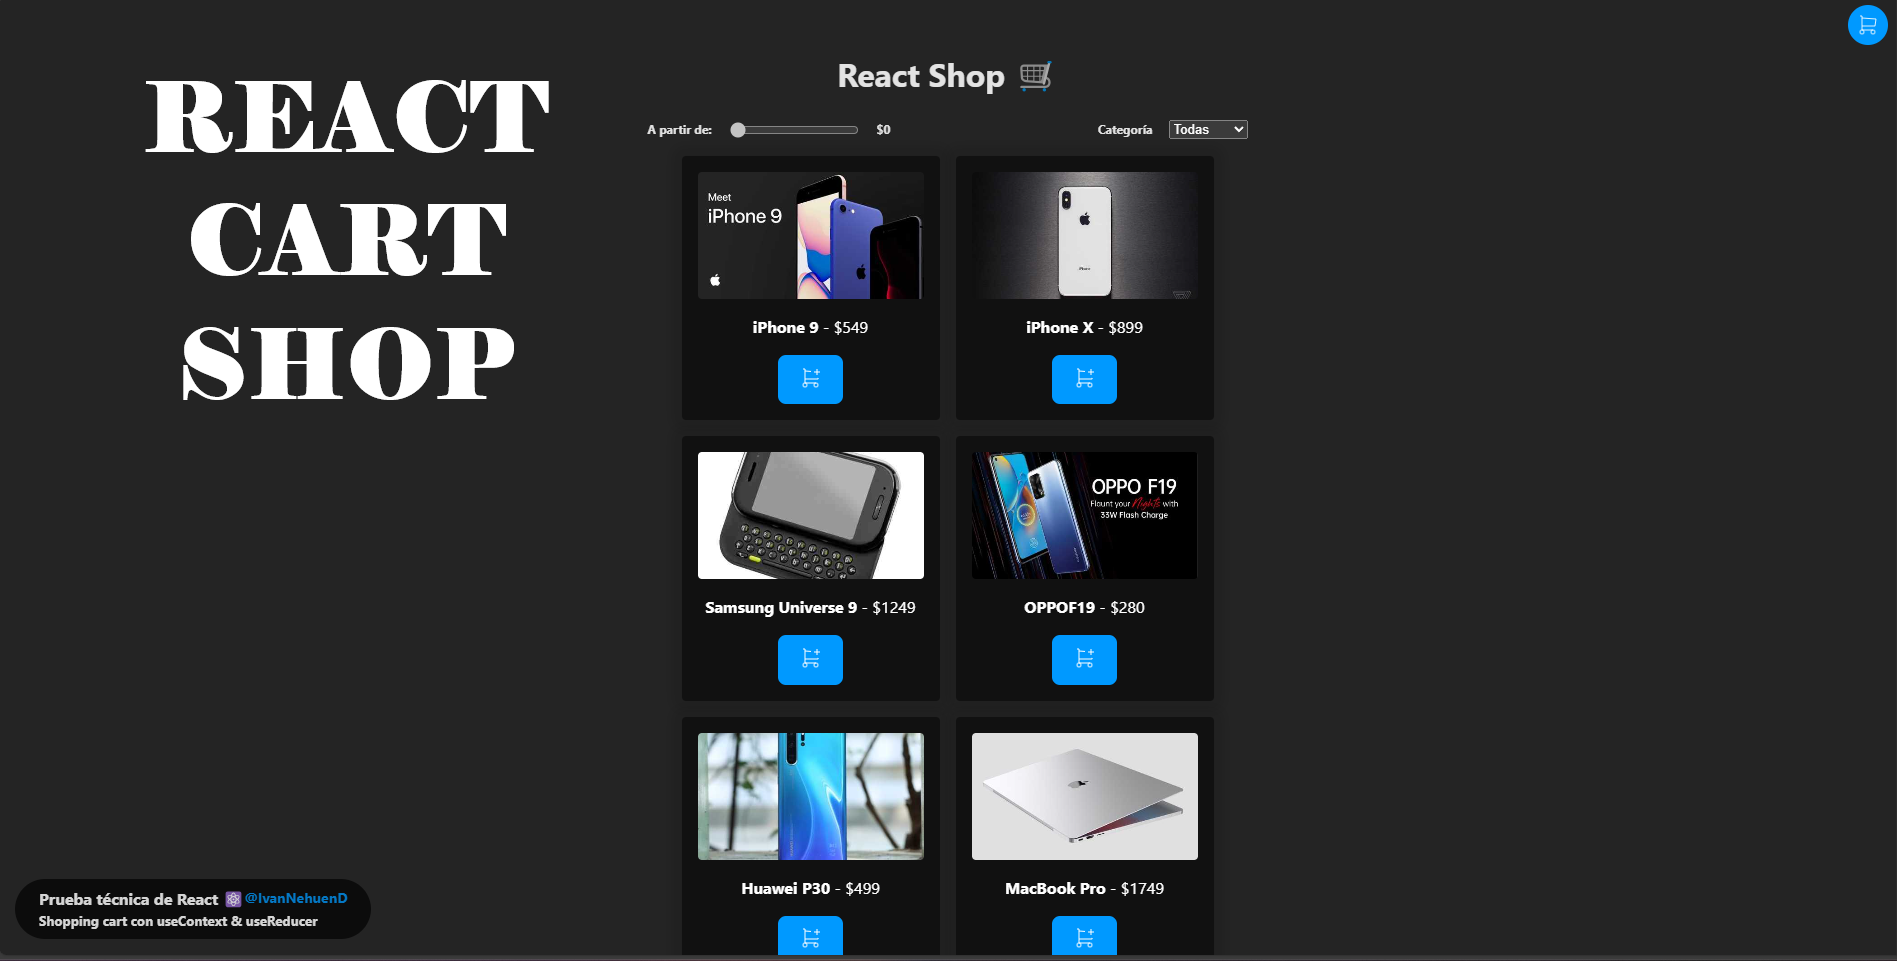 REACT
CART
SHOP
React Shop
A partir de:
$0
Categoría
Todas
Meet
iPhone 9
iPhone
iPhone 9 - $549
iPhone X - $899
OPPO F19
Flaunt your Nights with
33W Flash Charge
Samsung Universe 9 - $1249
OPPOF19 - $280
Huawei P30 - $499
MacBook Pro - $1749
Prueba técnica de React @IvanNehuenD
Shopping cart con useContext & useReducer